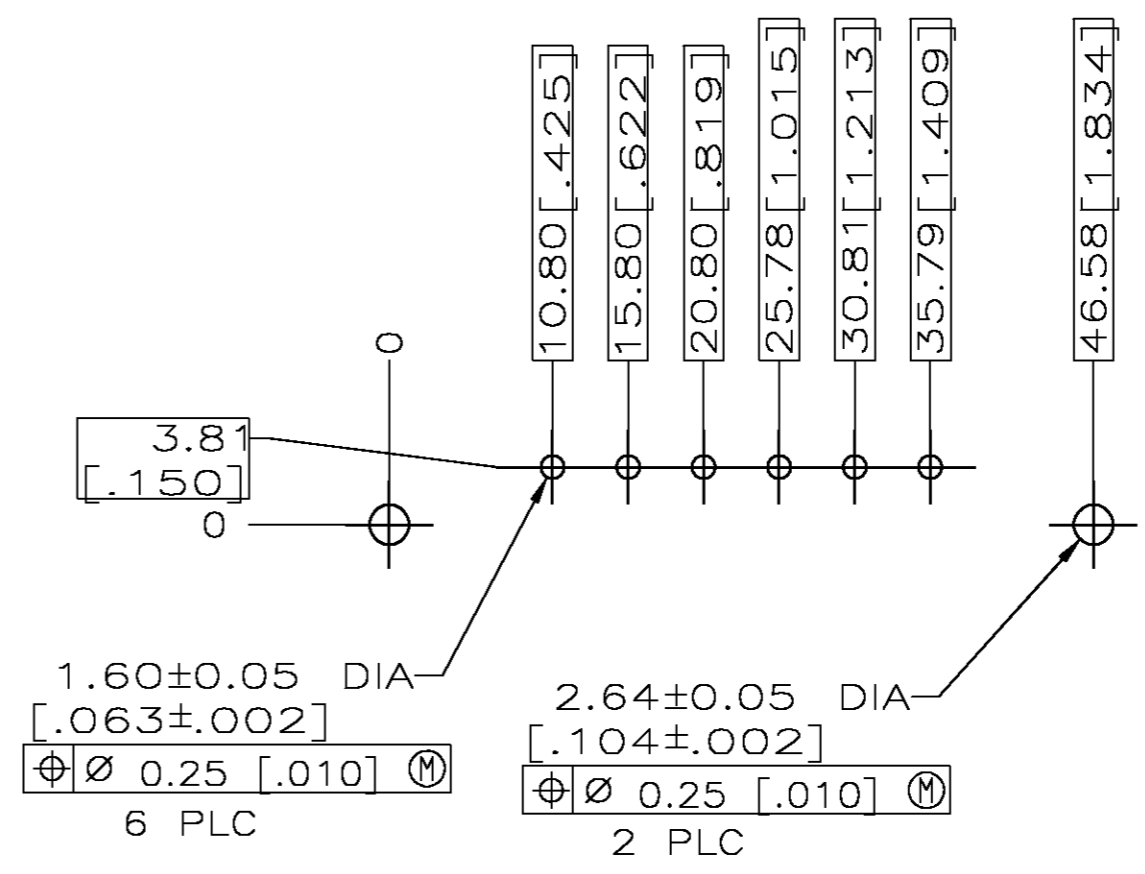 10.80[.425]
15.80[.622]
20.80[.819]
25.78[1.015]
30.81[1.213]
35.79[1.409]
46.58[1.834]
0
3.81
[.150]
0
1.60±0.05 DIA
[.063±.002]
⌖ ⌀ 0.25 [.010] Ⓜ
6 PLC
2.64±0.05 DIA
[.104±.002]
⌖ ⌀ 0.25 [.010] Ⓜ
2 PLC